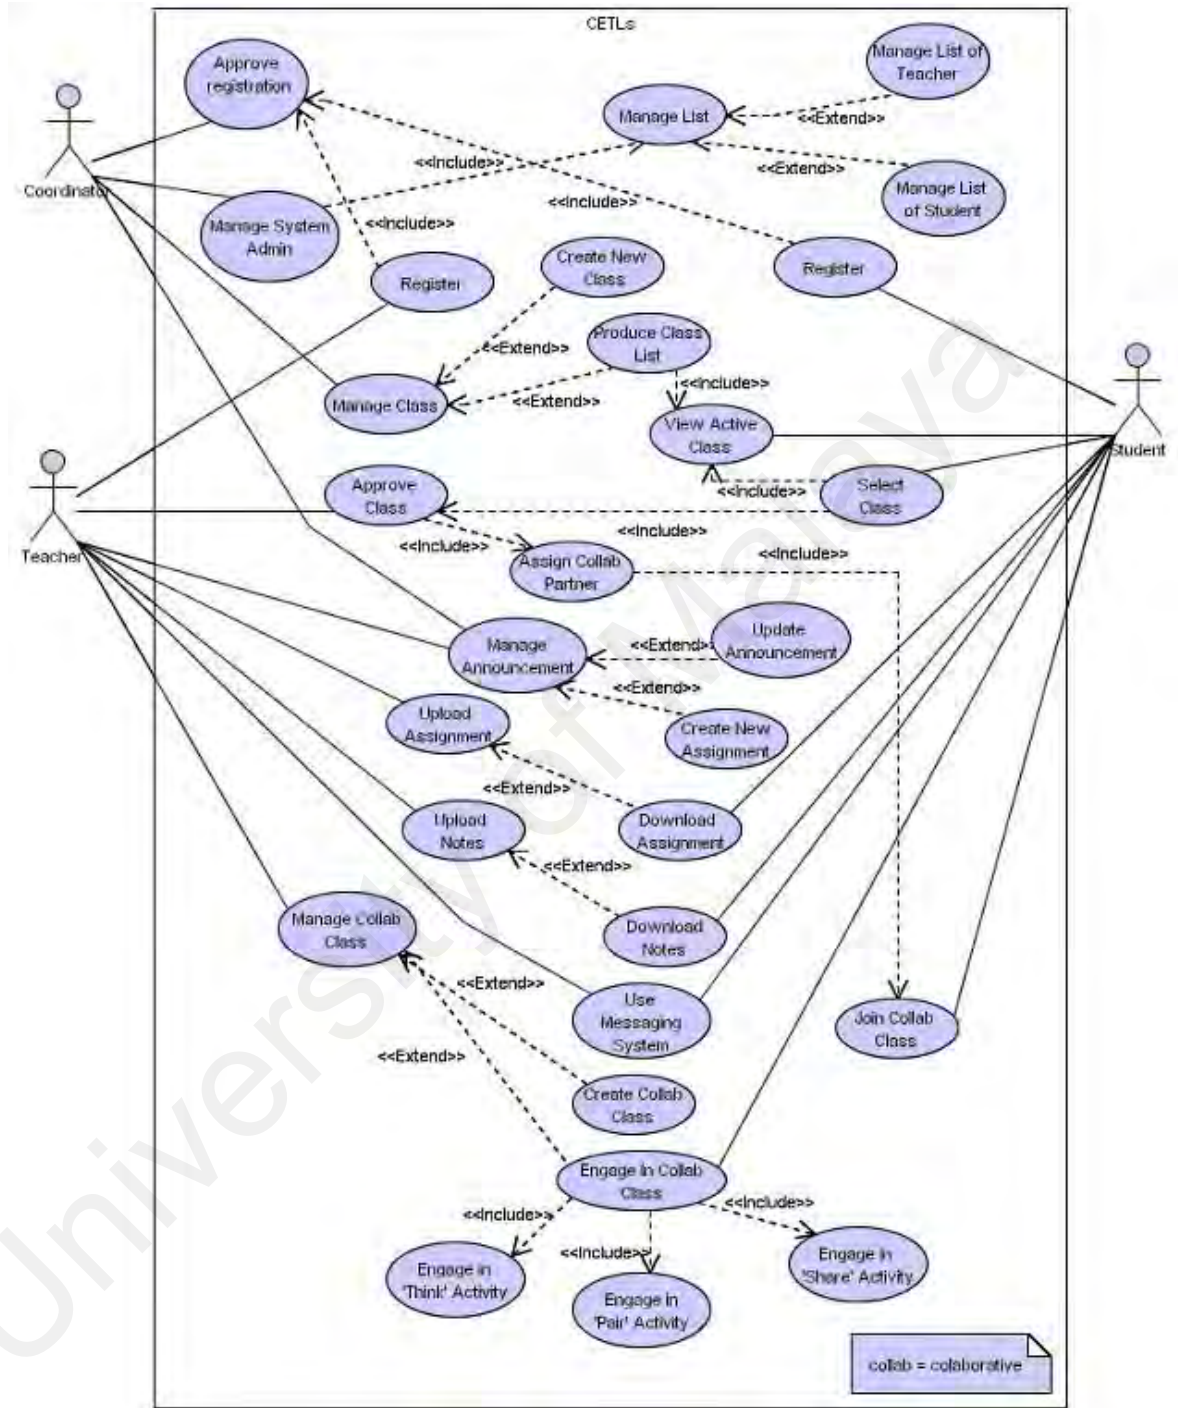 CETLs
Approve
registration
Manage List of
Teacher
Manage List
<<Extend>>
Coordinator
<<Include>>
<<Extend>>
Manage List
of Student
Manage System
Admin
<<Include>>
<<Include>>
Create New
Class
Register
Register
Produce Class
List
<<Extend>>
<<Include>>
Manage Class
<<Extend>>
View Active
Class
Student
Approve
Class
<<Include>>
Select
Class
Teacher
<<Include>>
<<Include>>
<<Include>>
Assign Collab
Partner
Manage
Announcement
<<Extend>>
Update
Announcement
<<Extend>>
Upload
Assignment
Create New
Assignment
<<Extend>>
Upload
Notes
Download
Assignment
<<Extend>>
Manage Collab
Class
Download
Notes
<<Extend>>
Use
Messaging
System
Join Collab
Class
<<Extend>>
Create Collab
Class
Engage in Collab
Class
<<Include>>
<<Include>>
<<Include>>
Engage in
'Think' Activity
Engage in
'Pair' Activity
Engage in
'Share' Activity
collab = colaborative
University of Malaya